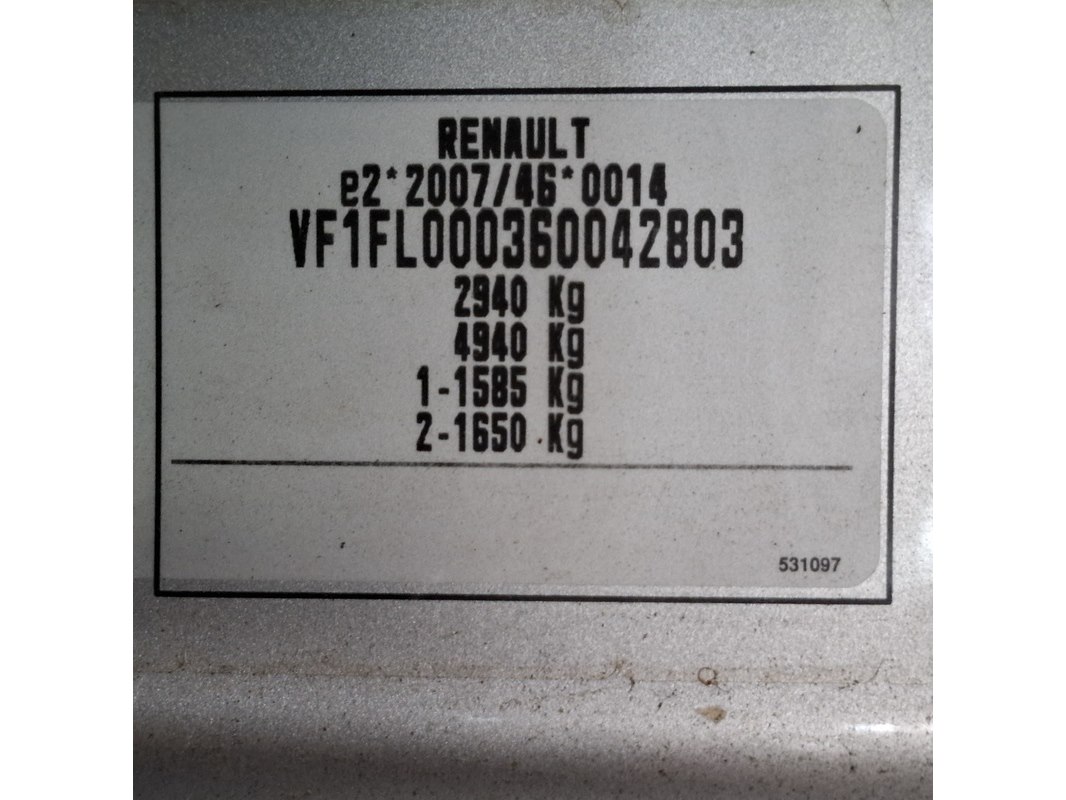 RENAULT
e2*2007/46*0014
VF1FL000360042803
2940 Kg
4940 Kg
1-1585 Kg
2-1650 Kg
531097